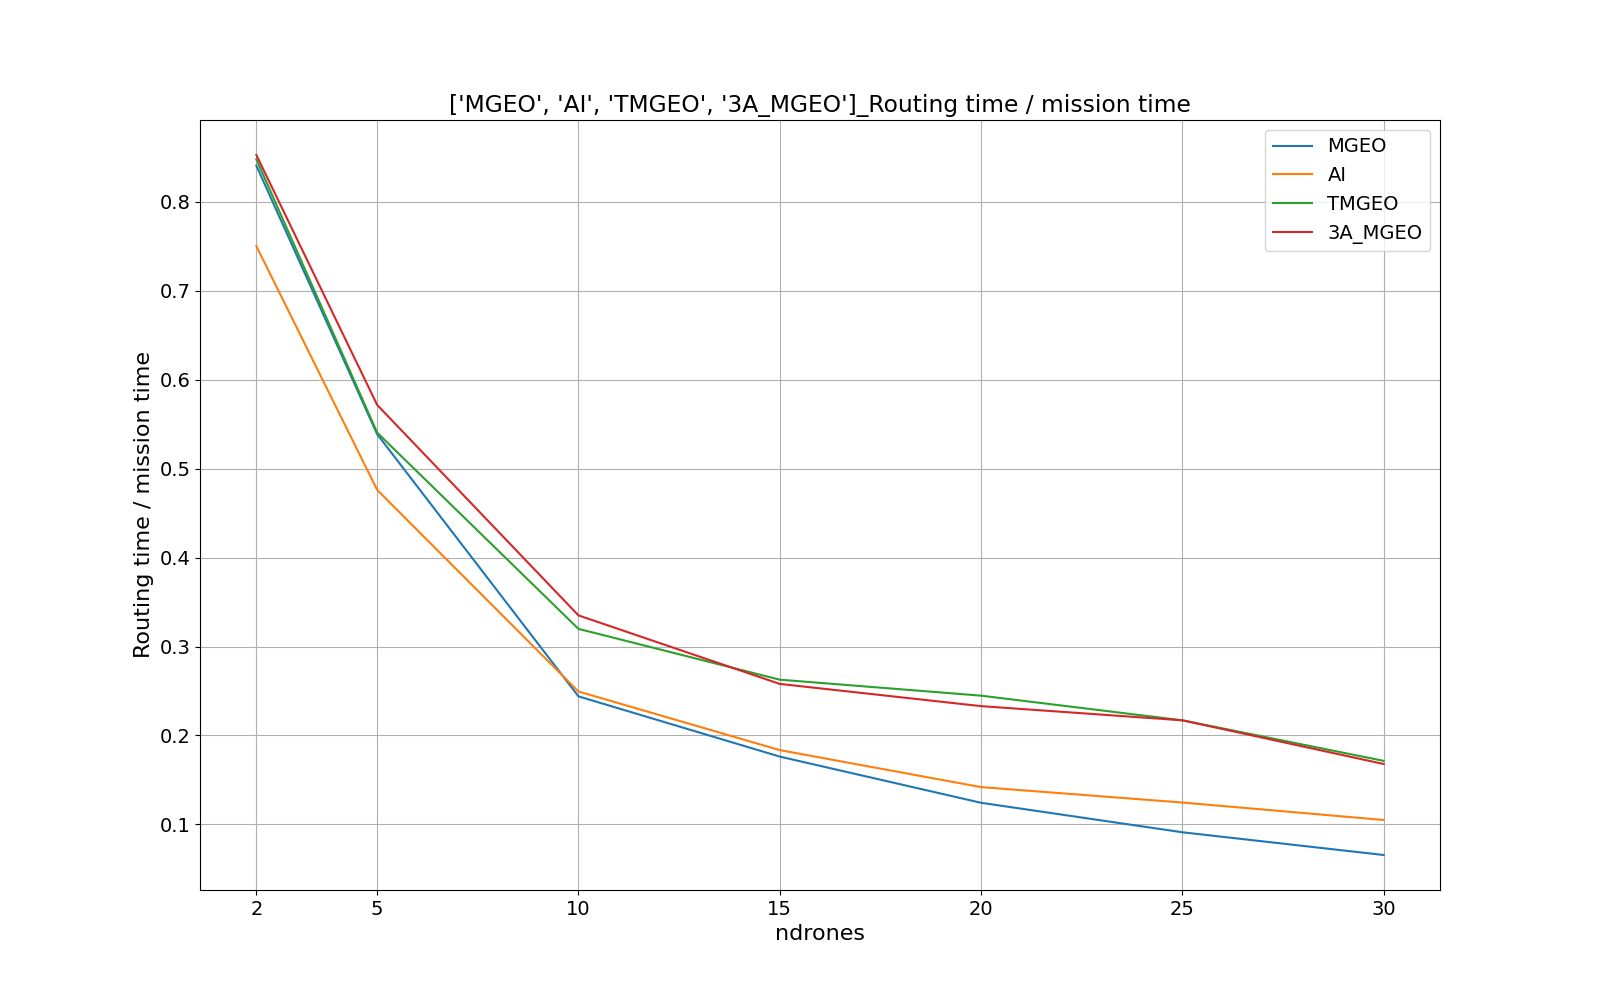 ['MGEO', 'AI', 'TMGEO', '3A_MGEO']_Routing time / mission time
MGEO
AI
TMGEO
3A_MGEO
Routing time / mission time
0.8
0.7
0.6
0.5
0.4
0.3
0.2
0.1
2 5 10 15 20 25 30
ndrones